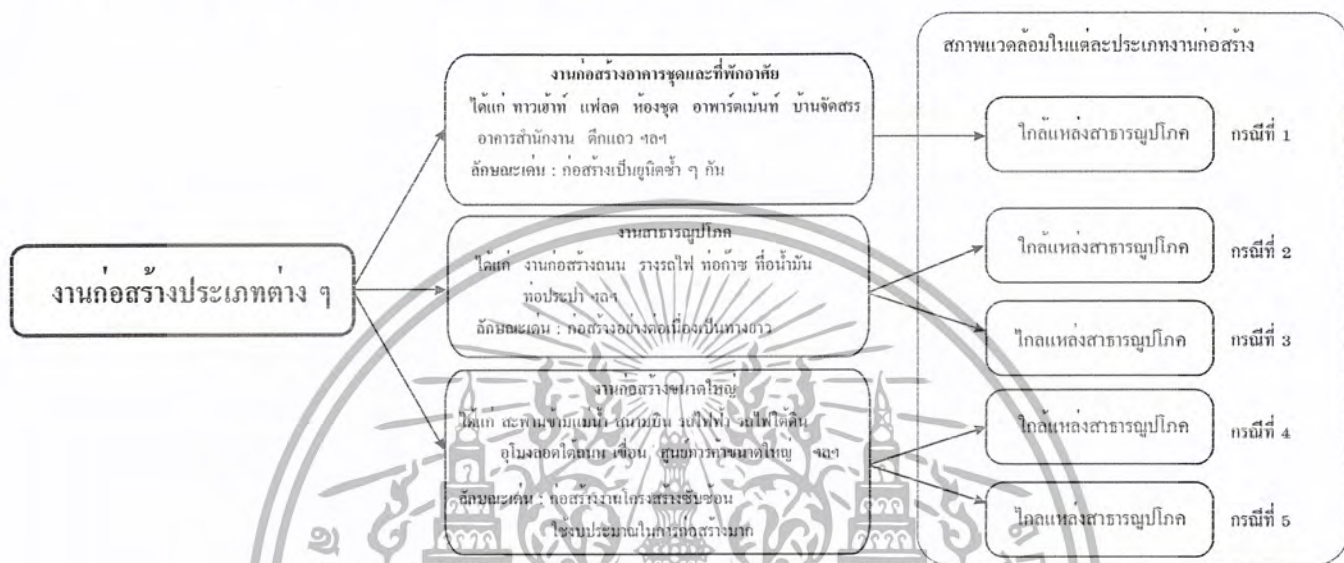 งานก่อสร้างประเภทต่าง ๆ
งานก่อสร้างอาคารชุดและที่พักอาศัย
ได้แก่ ทาวเฮ้าท์ แฟลต ห้องชุด อาพาร์ตเม้นท์ บ้านจัดสรร
อาคารสำนักงาน ตึกแถว ฯลฯ
ลักษณะเด่น : ก่อสร้างเป็นยูนิตซ้ำ ๆ กัน
งานสาธารณูปโภค
ได้แก่ งานก่อสร้างถนน รางรถไฟ ท่อก๊าซ ท่อน้ำมัน
ท่อประปา ฯลฯ
ลักษณะเด่น : ก่อสร้างอย่างต่อเนื่องเป็นทางยาว
งานก่อสร้างขนาดใหญ่
ได้แก่ สะพานข้ามแม่น้ำ สนามบิน รถไฟฟ้า รถไฟใต้ดิน
อุโมงลอดใต้ถนน เขื่อน ศูนย์การค้าขนาดใหญ่ ฯลฯ
ลักษณะเด่น : ก่อสร้างงานโครงสร้างซับซ้อน
ใช้งบประมาณในการก่อสร้างมาก
สภาพแวดล้อมในแต่ละประเภทงานก่อสร้าง
ใกล้แหล่งสาธารณูปโภค กรณีที่ 1
ใกล้แหล่งสาธารณูปโภค กรณีที่ 2
ไกลแหล่งสาธารณูปโภค กรณีที่ 3
ใกล้แหล่งสาธารณูปโภค กรณีที่ 4
ไกลแหล่งสาธารณูปโภค กรณีที่ 5